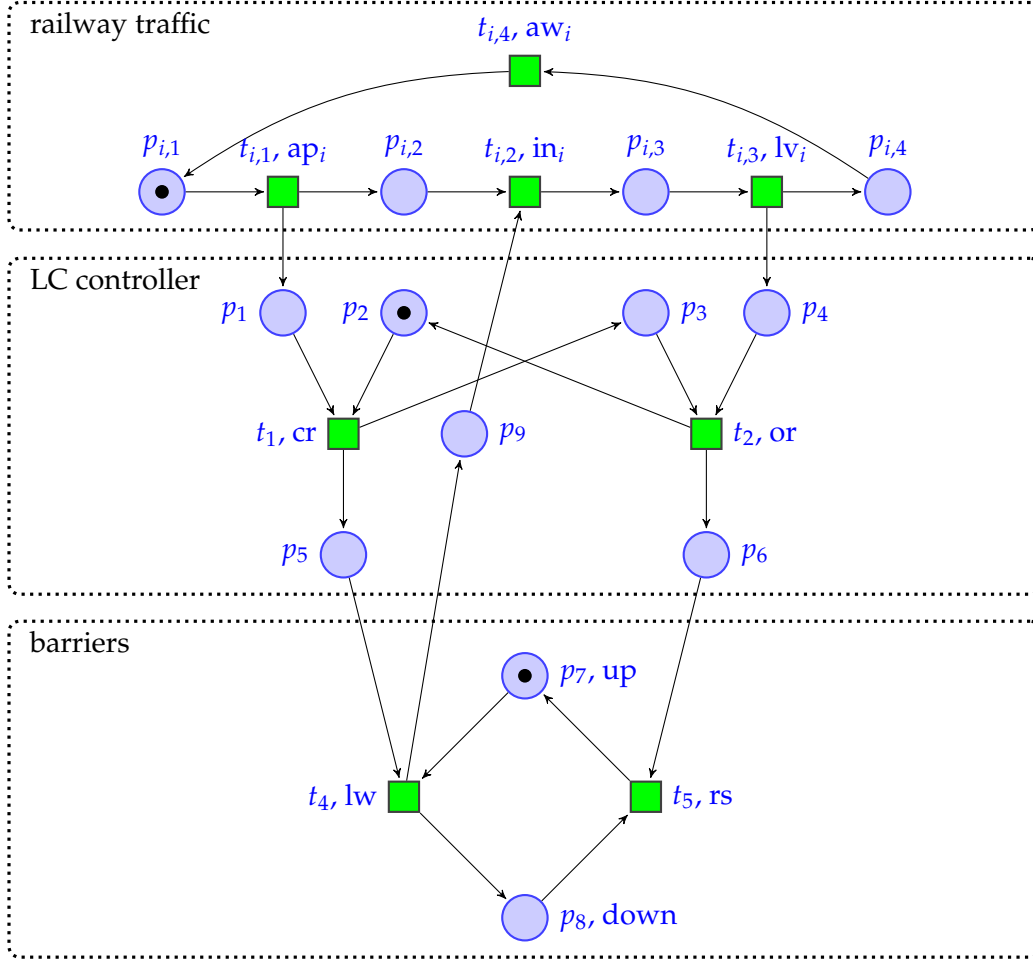 railway traffic
t_{i,4}, aw_i
p_{i,1}
t_{i,1}, ap_i
p_{i,2}
t_{i,2}, in_i
p_{i,3}
t_{i,3}, lv_i
p_{i,4}
LC controller
p_1
p_2
p_3
p_4
t_1, cr
p_9
t_2, or
p_5
p_6
barriers
p_7, up
t_4, lw
t_5, rs
p_8, down